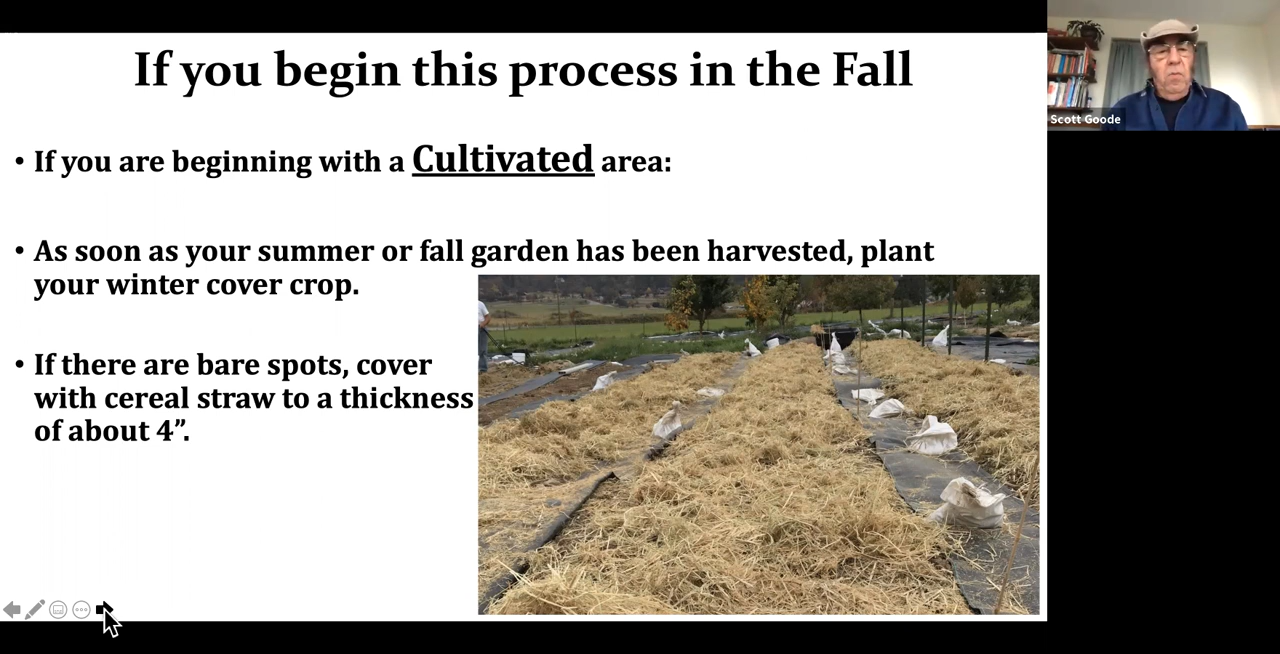 If you begin this process in the Fall
Scott Goode
• If you are beginning with a Cultivated area:
• As soon as your summer or fall garden has been harvested, plant
your winter cover crop.
• If there are bare spots, cover
with cereal straw to a thickness
of about 4”.